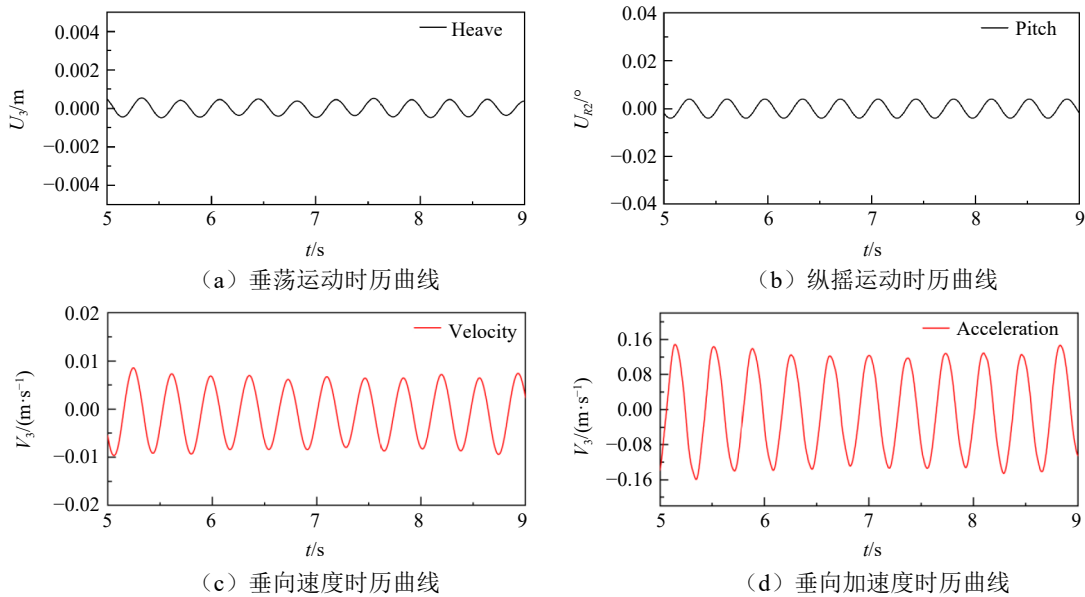 0.004
0.002
0.000
−0.002
−0.004
U3/m
Heave
5
6
7
8
9
t/s
（a）垂荡运动时历曲线
0.04
0.02
0.00
−0.02
−0.04
UR2/°
Pitch
5
6
7
8
9
t/s
（b）纵摇运动时历曲线
0.02
0.01
0.00
−0.01
−0.02
V3/(m·s⁻¹)
Velocity
5
6
7
8
9
t/s
（c）垂向速度时历曲线
0.16
0.08
0.00
−0.08
−0.16
V3/(m·s⁻¹)
Acceleration
5
6
7
8
9
t/s
（d）垂向加速度时历曲线